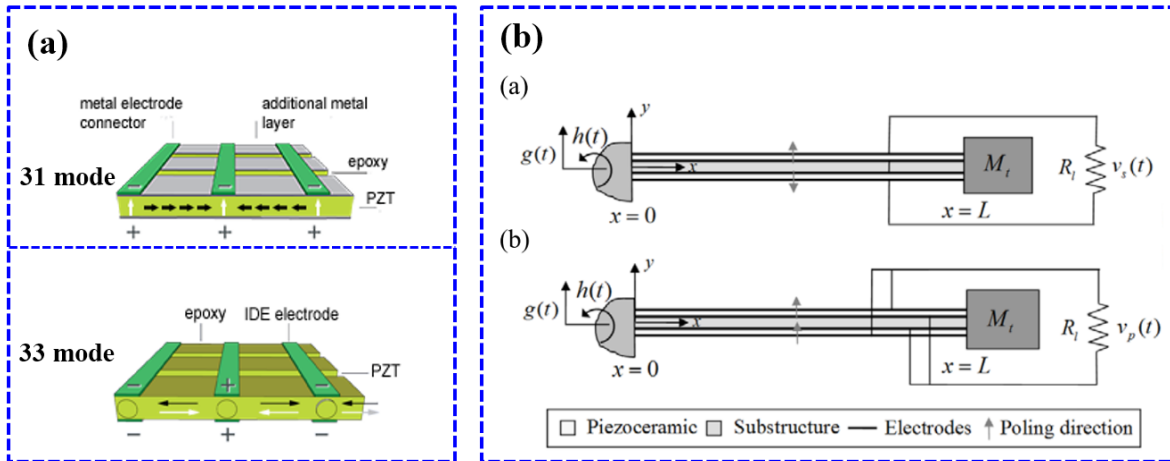 (a)
metal electrode
connector
additional metal
layer
epoxy
31 mode
PZT
− − −
+ + +
epoxy
IDE electrode
33 mode
PZT
− + −
− + −
(b)
(a)
y
h(t)
g(t)
x
M_t
R_l
v_s(t)
x = 0
x = L
(b)
y
h(t)
g(t)
x
M_t
R_l
v_p(t)
x = 0
x = L
Piezoceramic Substructure Electrodes Poling direction